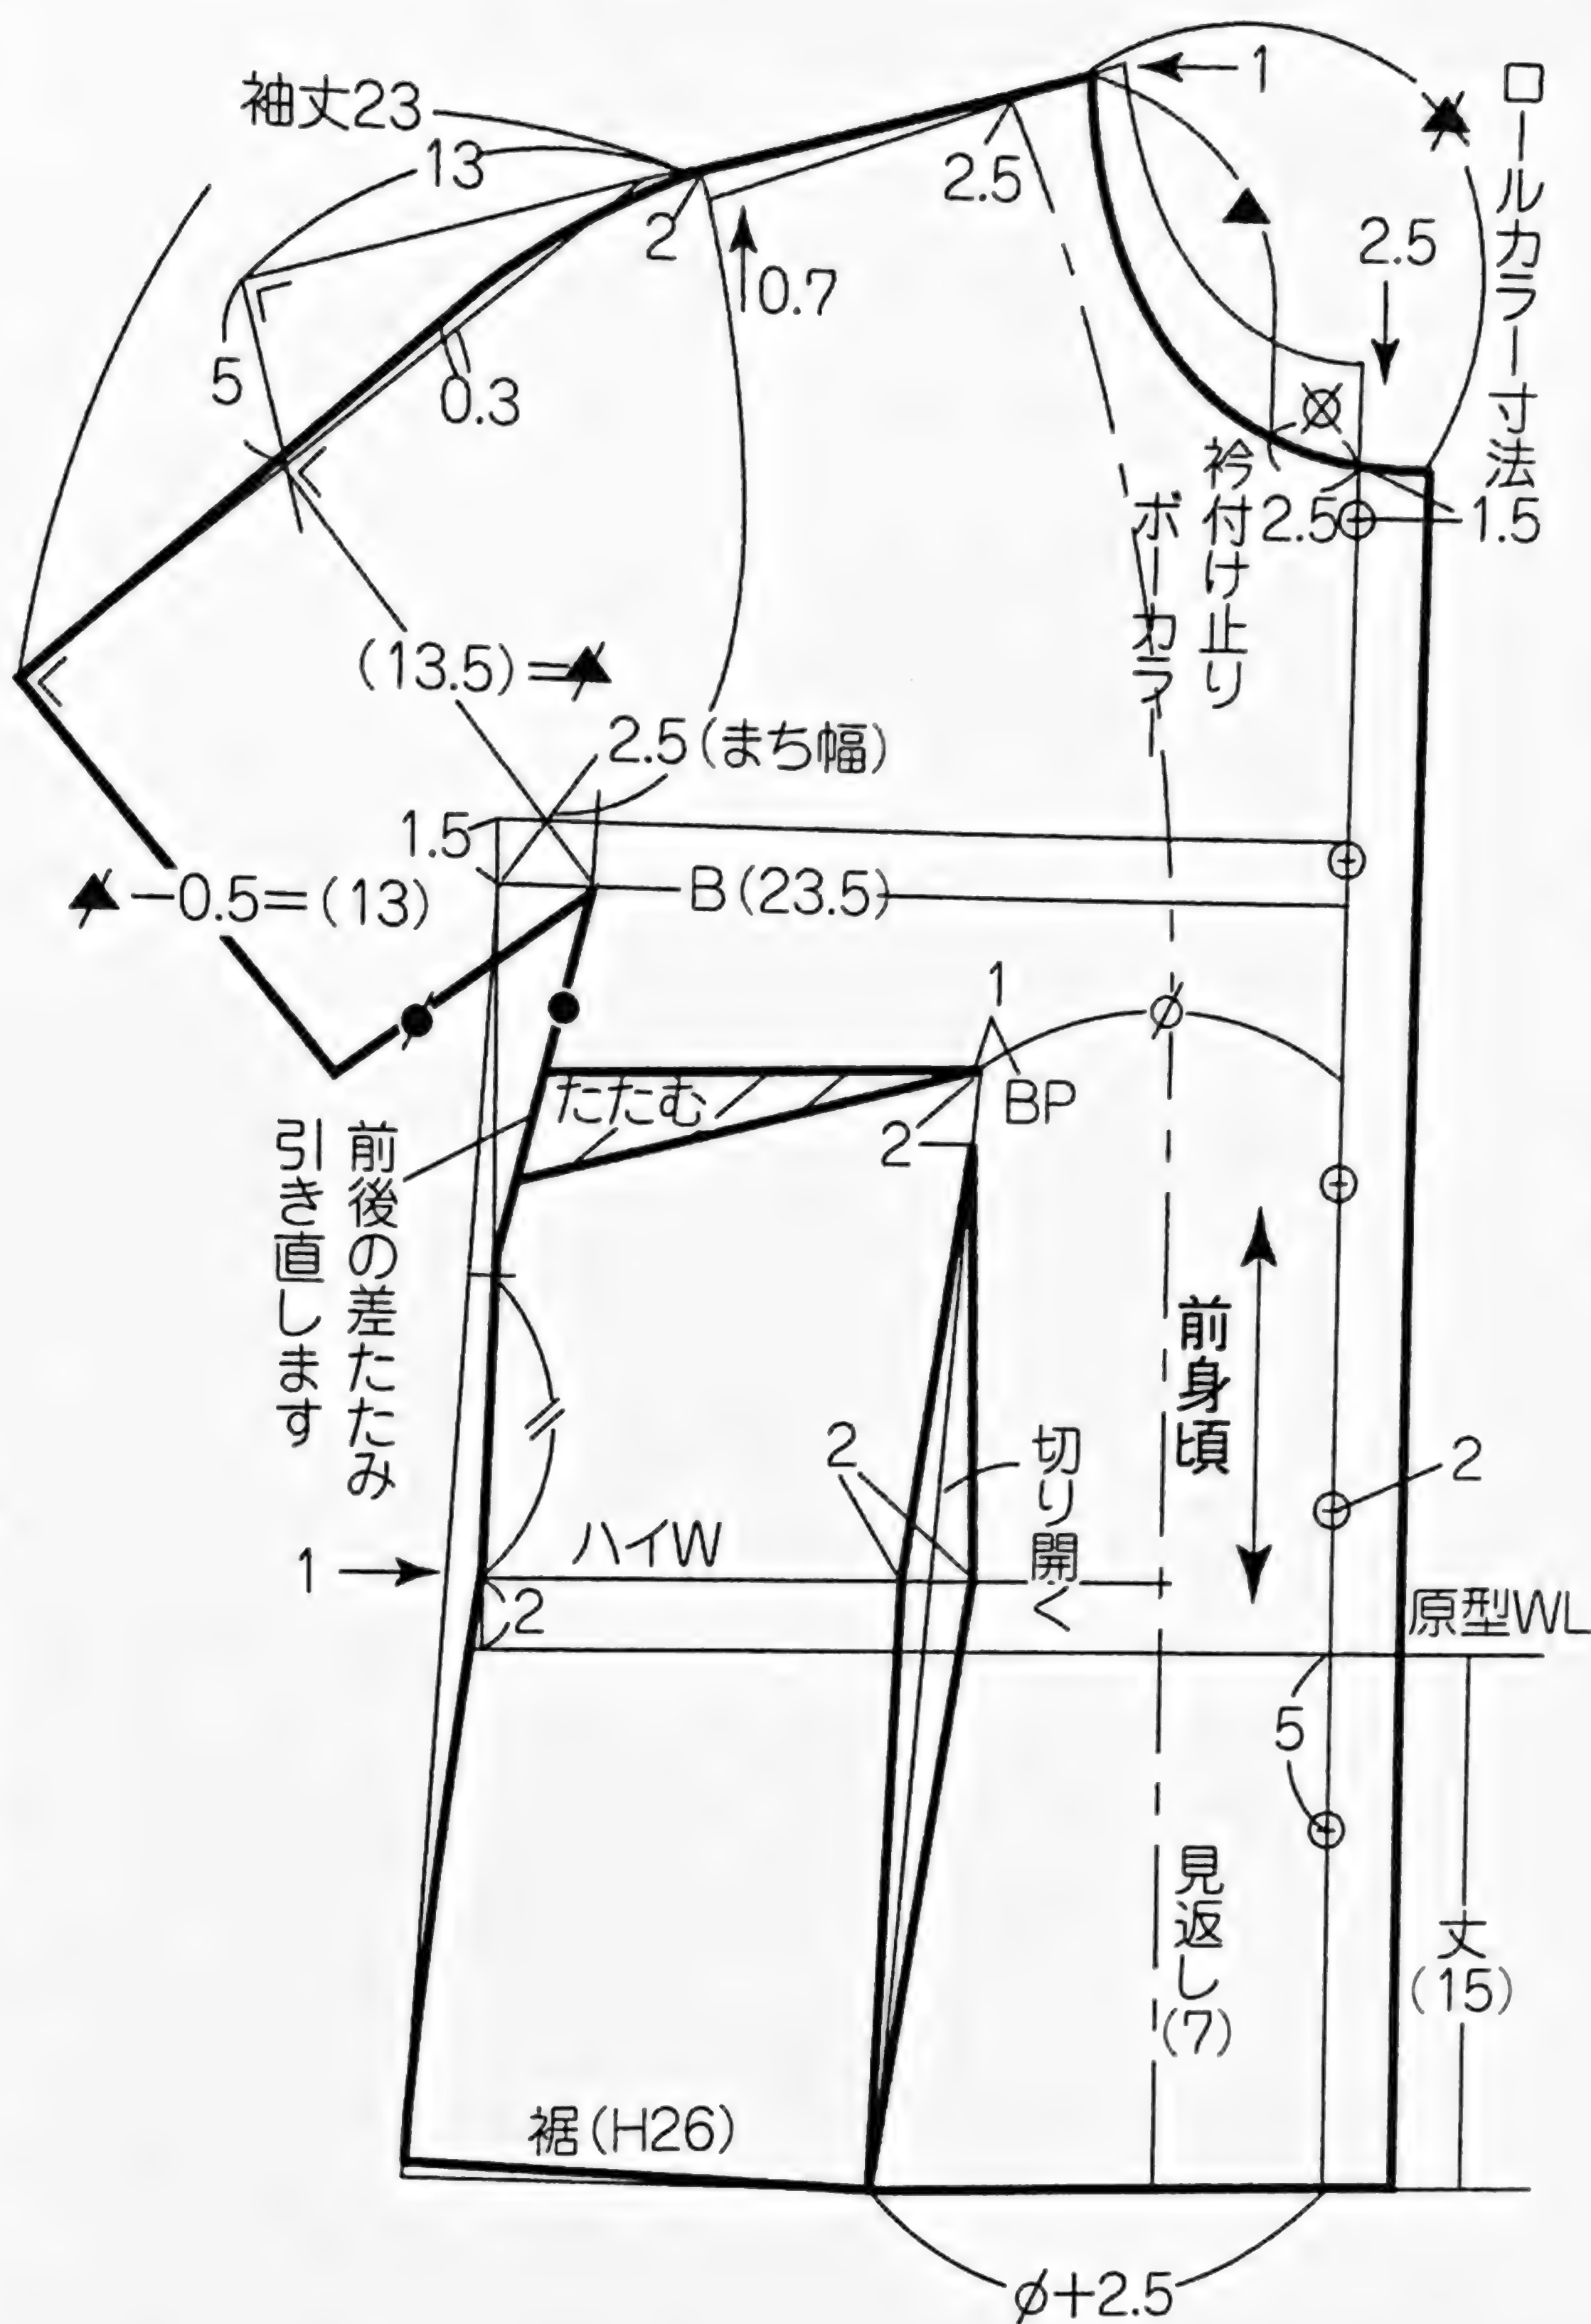 袖丈23
13
1
ロールカラー寸法
2.5
2
0.7
2.5
5
0.3
衿付け止り
2.5
1.5
ボーカラー
(13.5)=
2.5(まち幅)
1.5
B(23.5)
−0.5=(13)
1
BP
たたむ
2
前後の差たたみ
引き直します
前身頃
2
切り開く
2
ハイW
1
2
原型WL
5
見返し
(7)
丈
(15)
裾(H26)
φ+2.5